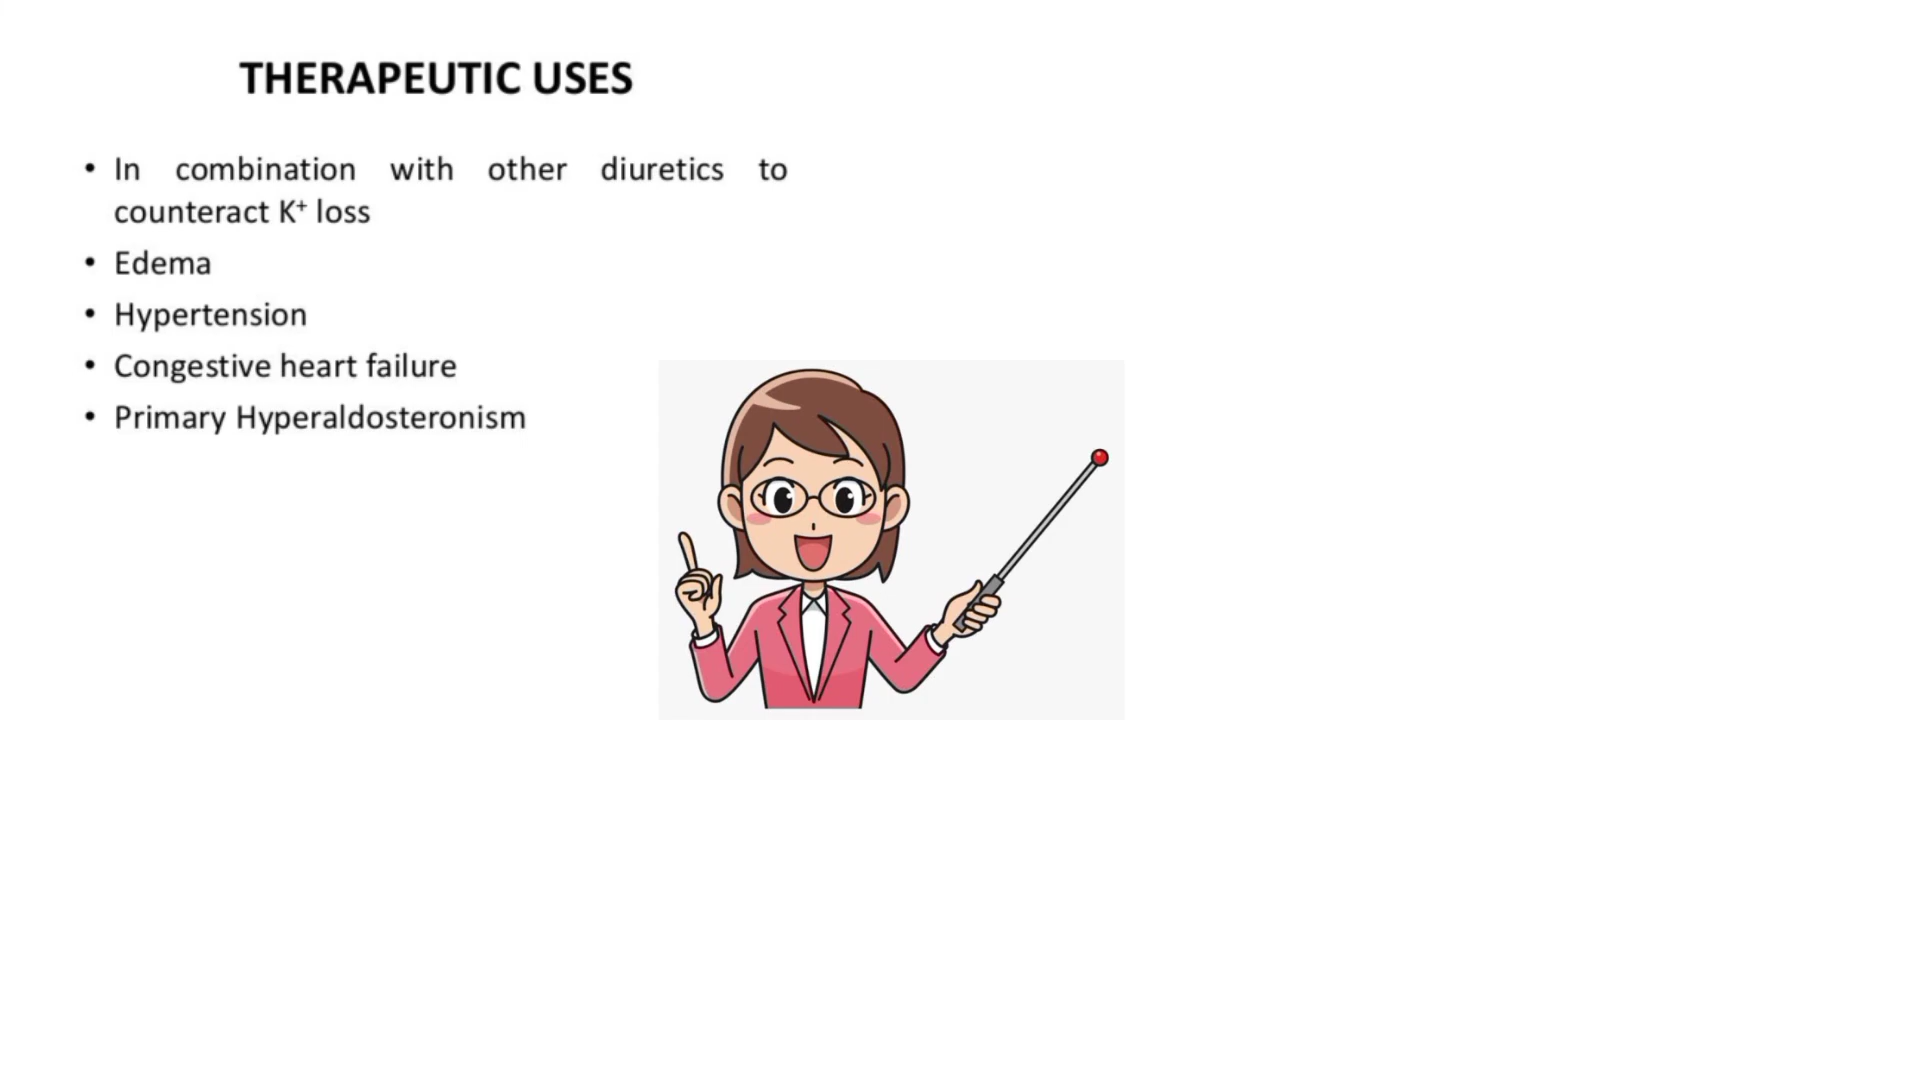 THERAPEUTIC USES
• In combination with other diuretics to
counteract K⁺ loss
• Edema
• Hypertension
• Congestive heart failure
• Primary Hyperaldosteronism